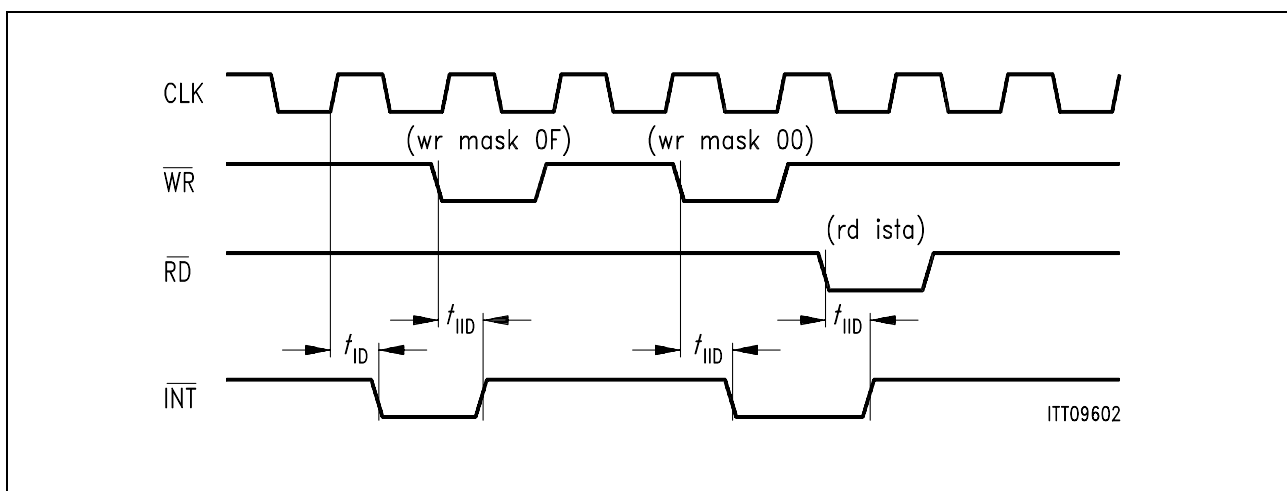 CLK
(wr mask 0F) (wr mask 00)
WR
(rd ista)
RD
tIID tIID
tID tIID
INT
ITT09602